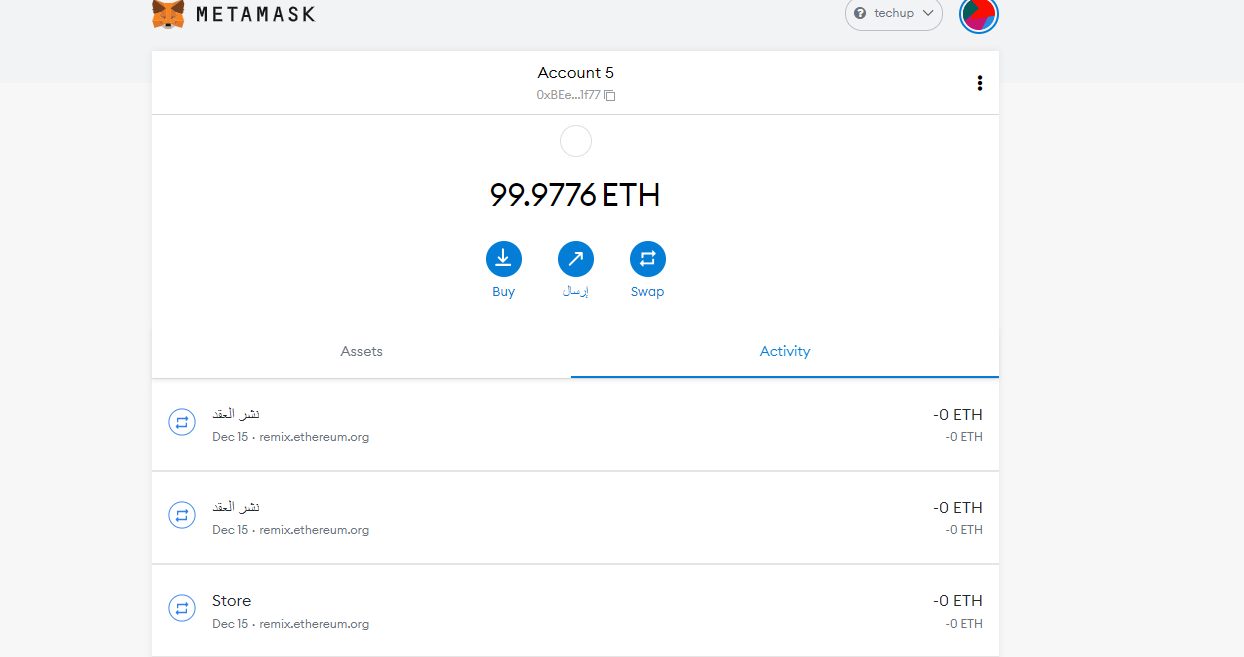 METAMASK
techup
Account 5
0xBEe...1f77
99.9776 ETH
Buy
إرسال
Swap
Assets
Activity
نشر العقد
-0 ETH
Dec 15 · remix.ethereum.org
-0 ETH
نشر العقد
-0 ETH
Dec 15 · remix.ethereum.org
-0 ETH
Store
-0 ETH
Dec 15 · remix.ethereum.org
-0 ETH